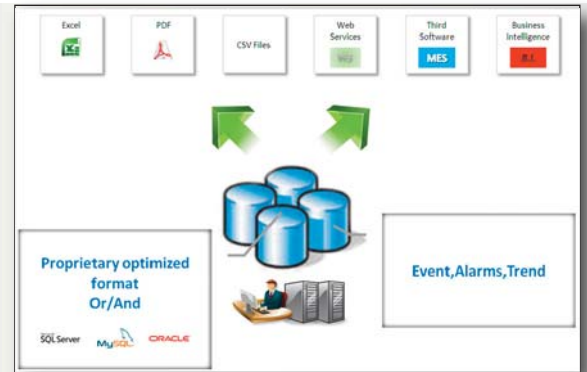 Excel
PDF
CSV Files
Web
Services
Third
Software
MES
Business
Intelligence
B.I.
Proprietary optimized
format
Or/And
SQL Server
MySQL
ORACLE
Event,Alarms,Trend